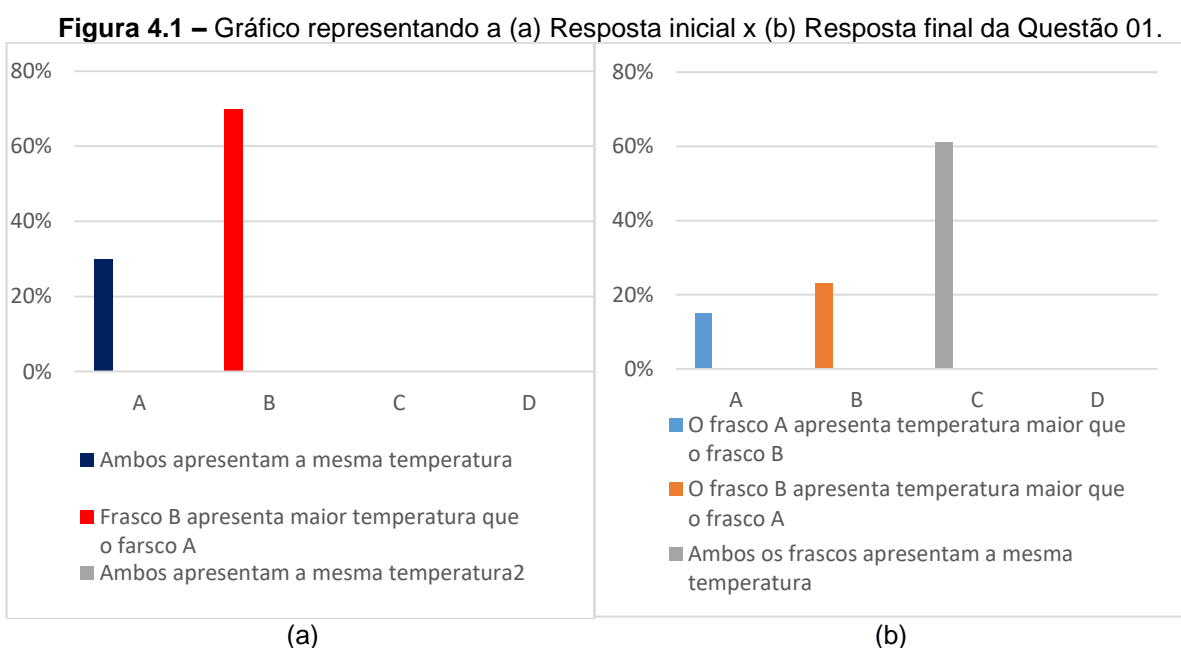 Figura 4.1 – Gráfico representando a (a) Resposta inicial x (b) Resposta final da Questão 01.
80%
60%
40%
20%
0%
A
B
C
D
Ambos apresentam a mesma temperatura
Frasco B apresenta maior temperatura que
o farsco A
Ambos apresentam a mesma temperatura2
(a)
80%
60%
40%
20%
0%
A
B
C
D
O frasco A apresenta temperatura maior que
o frasco B
O frasco B apresenta temperatura maior que
o frasco A
Ambos os frascos apresentam a mesma
temperatura
(b)